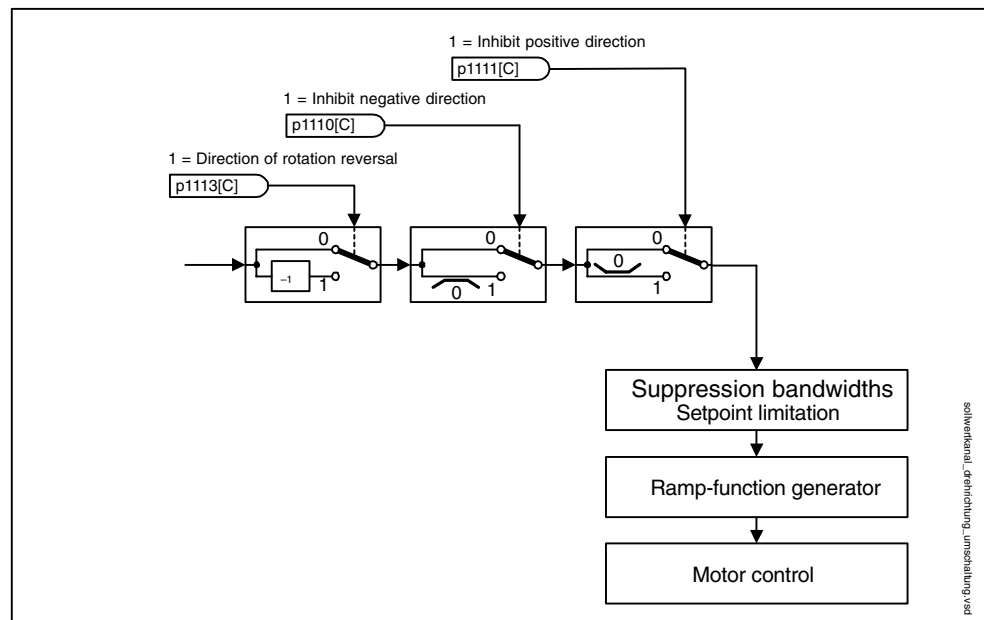 1 = Inhibit positive direction
p1111[C]
1 = Inhibit negative direction
p1110[C]
1 = Direction of rotation reversal
p1113[C]
0
–1
1
0
0
1
0
0
1
Suppression bandwidths
Setpoint limitation
Ramp-function generator
Motor control
sollwertkanal_drehrichtung_umschaltung.vsd